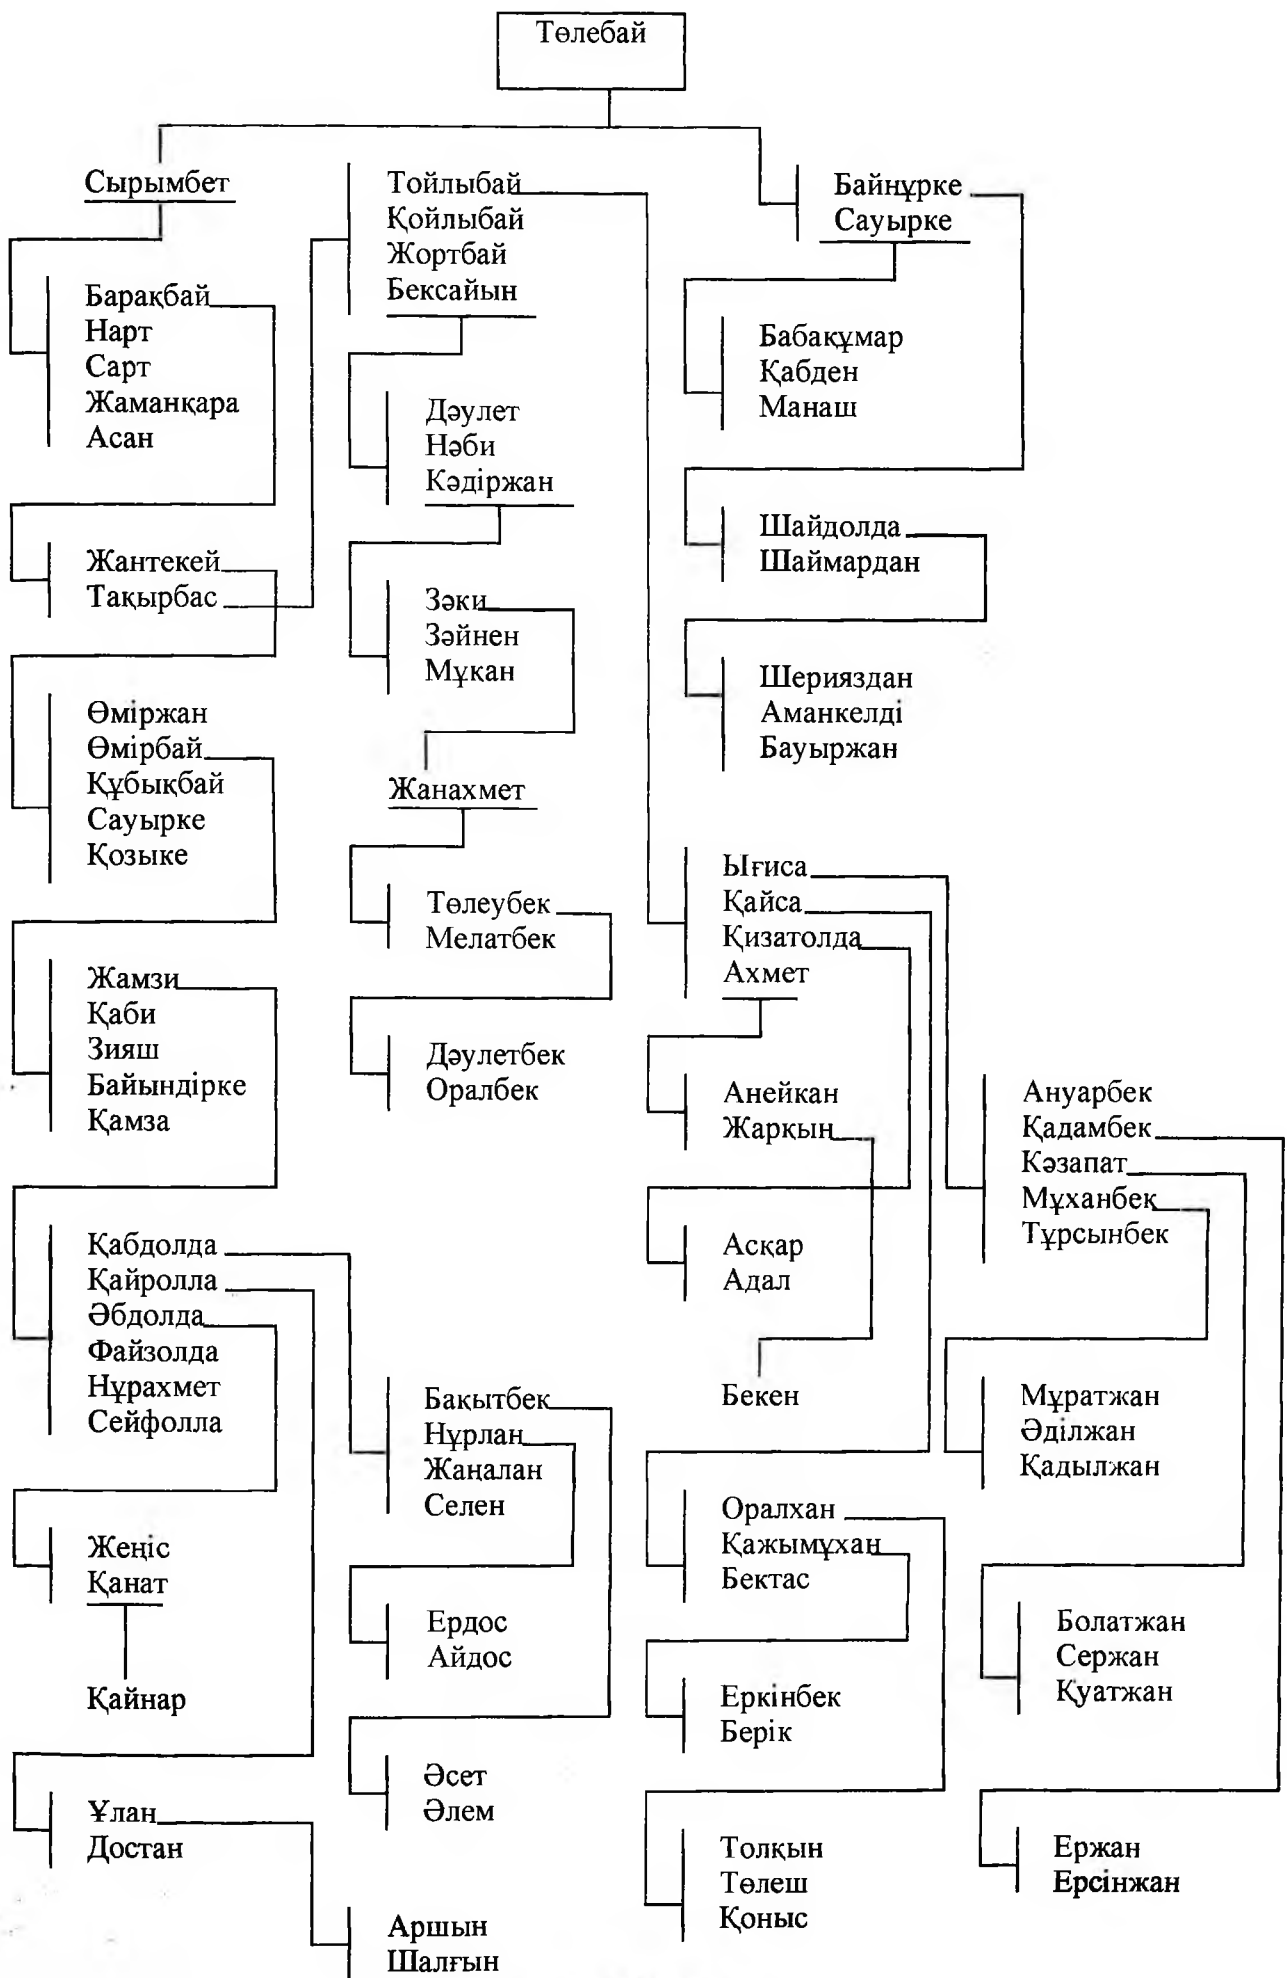 Төлебай
Сырымбет
Барақбай
Нарт
Сарт
Жаманқара
Асан
Жантекей
Тақырбас
Өміржан
Өмірбай
Құбықбай
Сауырке
Қозыке
Жамзи
Қаби
Зияш
Байындірке
Қамза
Қабдолда
Қайролла
Әбдолда
Файзолда
Нұрахмет
Сейфолла
Жеңіс
Қанат
Қайнар
Ұлан
Достан
Тойлыбай
Қойлыбай
Жортбай
Бексайын
Дәулет
Нәби
Кәдіржан
Зәки
Зәйнен
Мұкан
Жанахмет
Төлеубек
Мелатбек
Дәулетбек
Оралбек
Бақытбек
Нұрлан
Жаңалан
Селен
Ердос
Айдос
Әсет
Әлем
Аршын
Шалғын
Байнұрке
Сауырке
Бабақұмар
Қабден
Манаш
Шайдолда
Шаймардан
Шерияздан
Аманкелді
Бауыржан
Ығиса
Қайса
Қизатолда
Ахмет
Анейкан
Жарқын
Асқар
Адал
Бекен
Оралхан
Қажымұхан
Бектас
Еркінбек
Берік
Толқын
Төлеш
Қоныс
Ануарбек
Қадамбек
Кәзапат
Мұханбек
Тұрсынбек
Мұратжан
Әділжан
Қадылжан
Болатжан
Сержан
Қуатжан
Ержан
Ерсінжан